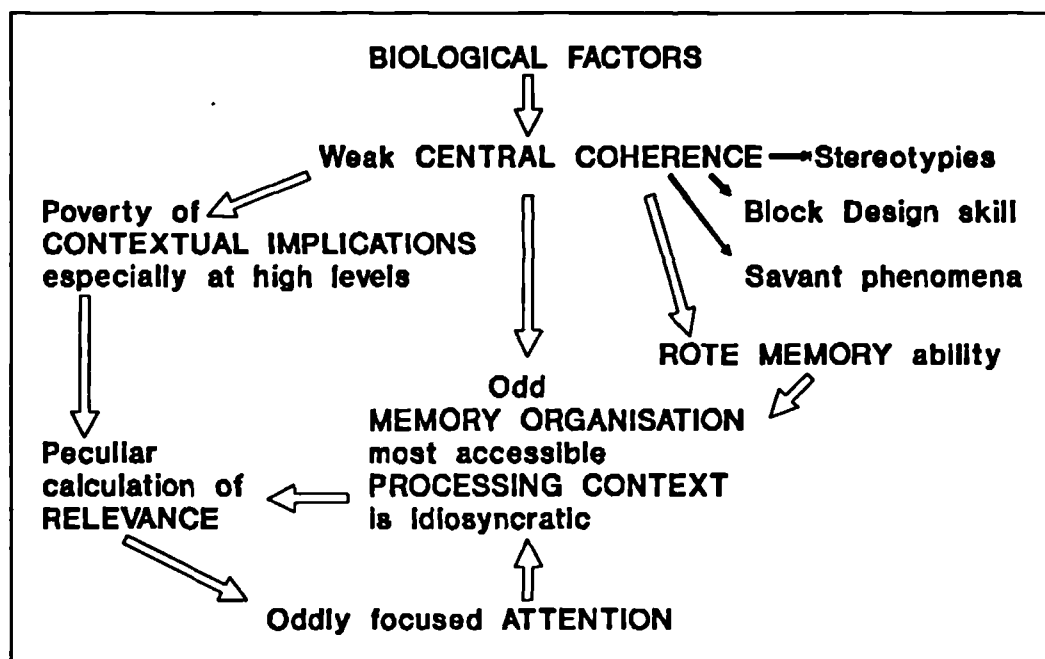 BIOLOGICAL FACTORS
Weak CENTRAL COHERENCE
Stereotypies
Block Design skill
Savant phenomena
Poverty of
CONTEXTUAL IMPLICATIONS
especially at high levels
ROTE MEMORY ability
Odd
MEMORY ORGANISATION
most accessible
PROCESSING CONTEXT
is idiosyncratic
Peculiar
calculation of
RELEVANCE
Oddly focused ATTENTION